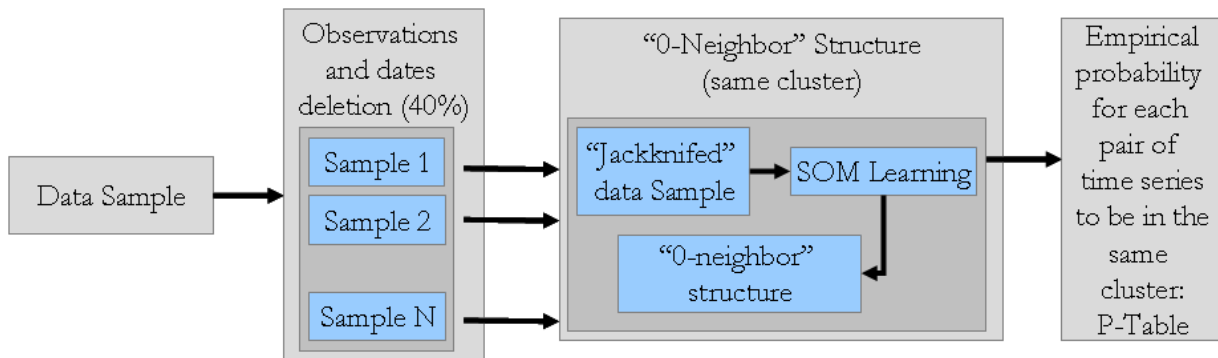 Data Sample
Observations
and dates
deletion (40%)
Sample 1
Sample 2
Sample N
“0-Neighbor” Structure
(same cluster)
“Jackknifed”
data Sample
SOM Learning
“0-neighbor”
structure
Empirical
probability
for each
pair of
time series
to be in the
same
cluster:
P-Table